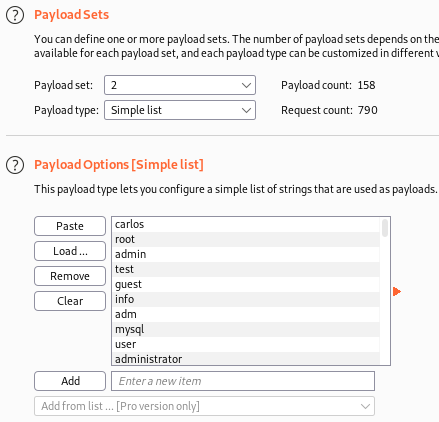 Payload Sets
You can define one or more payload sets. The number of payload sets depends on the
available for each payload set, and each payload type can be customized in different
Payload set: 2 Payload count: 158
Payload type: Simple list Request count: 790
Payload Options [Simple list]
This payload type lets you configure a simple list of strings that are used as payloads.
Paste
Load ...
Remove
Clear
carlos
root
admin
test
guest
info
adm
mysql
user
administrator
Add Enter a new item
Add from list ... [Pro version only]